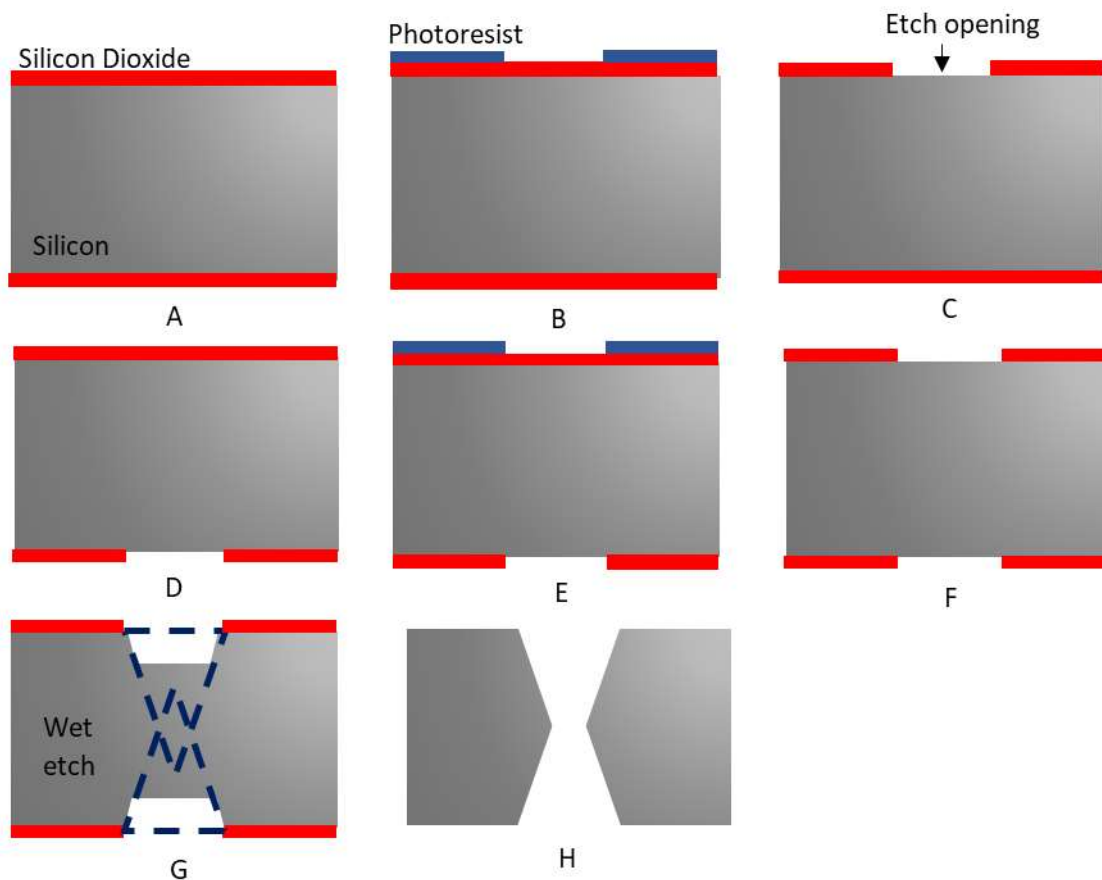 Silicon Dioxide
Photoresist
Etch opening
Silicon
A
B
C
D
E
F
Wet
etch
G
H